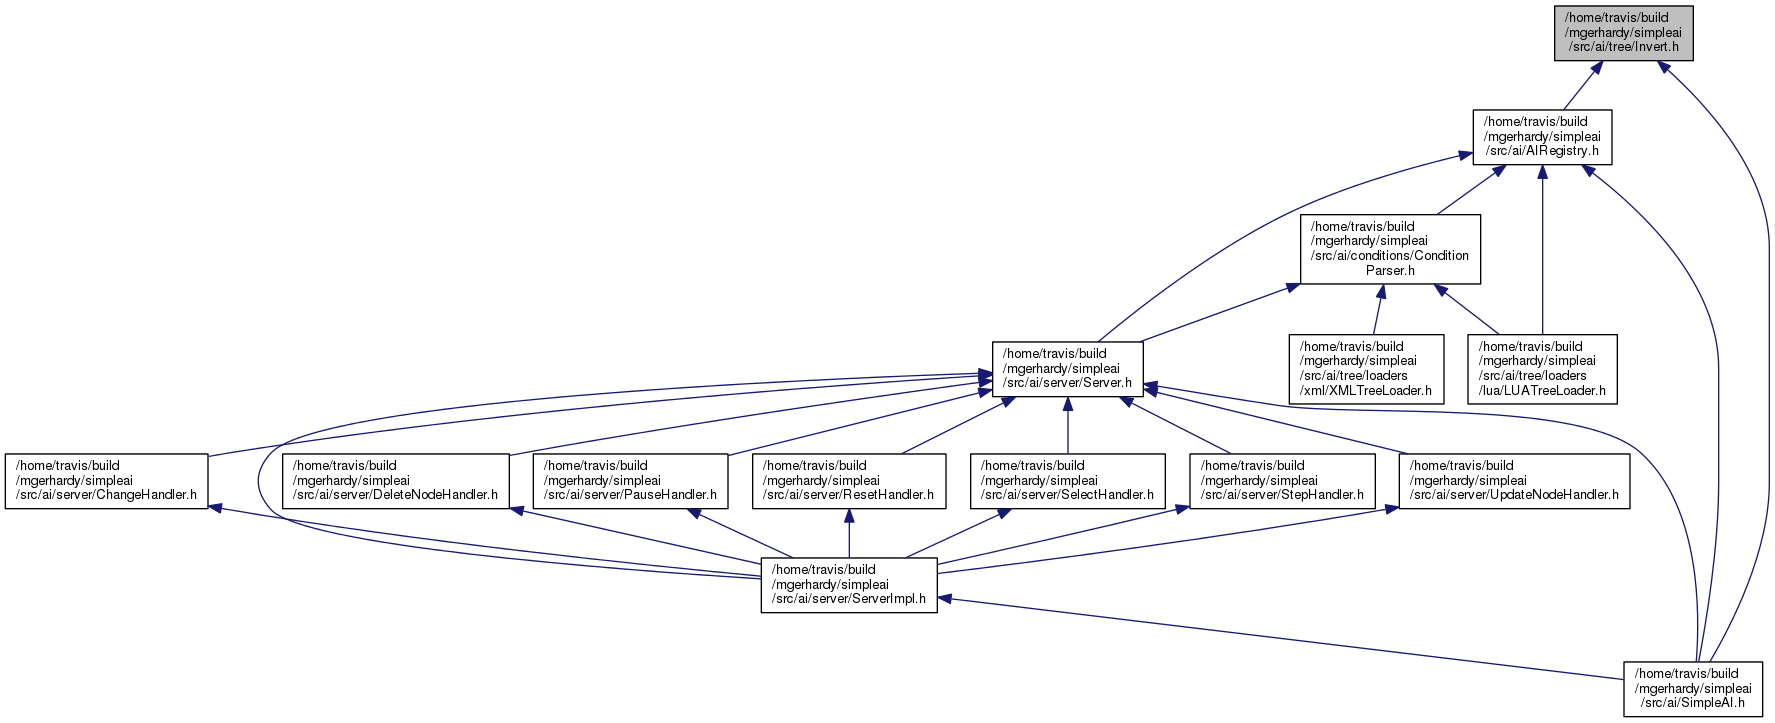 /home/travis/build
/mgerhardy/simpleai
/src/ai/tree/Invert.h
/home/travis/build
/mgerhardy/simpleai
/src/ai/AIRegistry.h
/home/travis/build
/mgerhardy/simpleai
/src/ai/conditions/Condition
Parser.h
/home/travis/build
/mgerhardy/simpleai
/src/ai/server/Server.h
/home/travis/build
/mgerhardy/simpleai
/src/ai/tree/loaders
/xml/XMLTreeLoader.h
/home/travis/build
/mgerhardy/simpleai
/src/ai/tree/loaders
/lua/LUATreeLoader.h
/home/travis/build
/mgerhardy/simpleai
/src/ai/server/ChangeHandler.h
/home/travis/build
/mgerhardy/simpleai
/src/ai/server/DeleteNodeHandler.h
/home/travis/build
/mgerhardy/simpleai
/src/ai/server/PauseHandler.h
/home/travis/build
/mgerhardy/simpleai
/src/ai/server/ResetHandler.h
/home/travis/build
/mgerhardy/simpleai
/src/ai/server/SelectHandler.h
/home/travis/build
/mgerhardy/simpleai
/src/ai/server/StepHandler.h
/home/travis/build
/mgerhardy/simpleai
/src/ai/server/UpdateNodeHandler.h
/home/travis/build
/mgerhardy/simpleai
/src/ai/server/ServerImpl.h
/home/travis/build
/mgerhardy/simpleai
/src/ai/SimpleAI.h